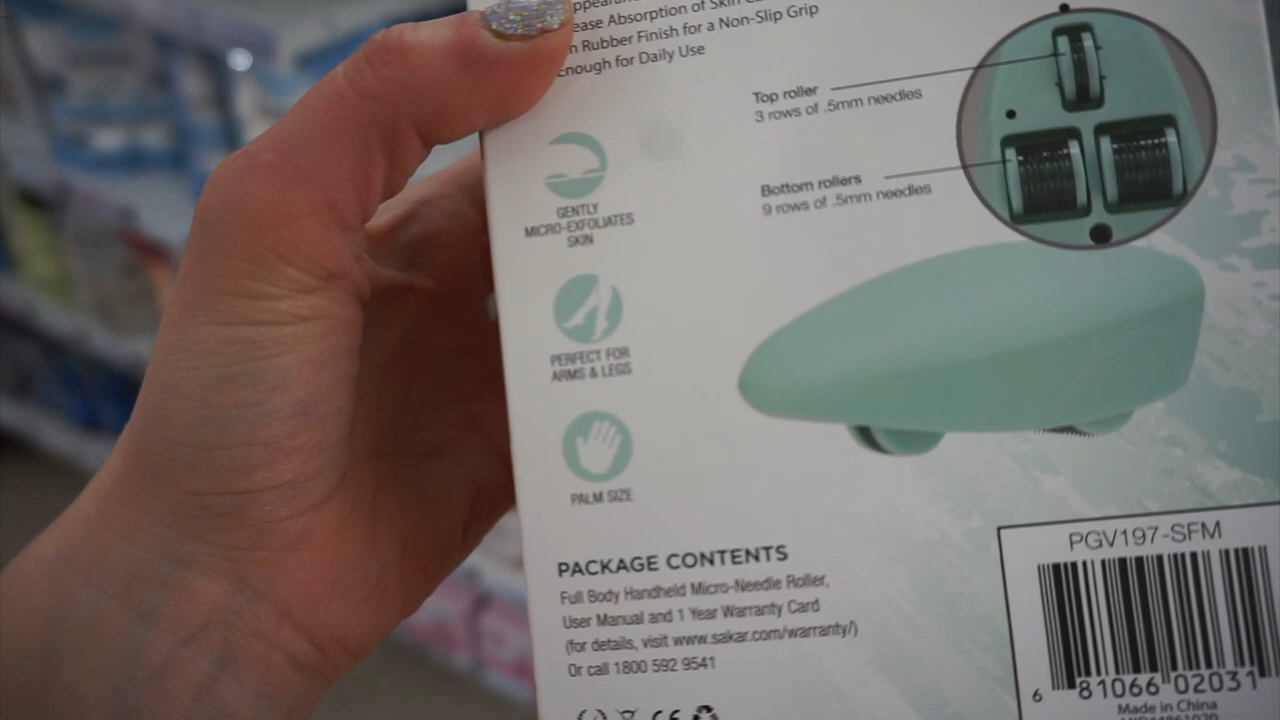 ease Absorption of Skin
n Rubber Finish for a Non-Slip Grip
Enough for Daily Use
Top roller
3 rows of .5mm needles
Bottom rollers
9 rows of .5mm needles
GENTLY
MICRO-EXFOLIATES
SKIN
PERFECT FOR
ARMS & LEGS
PALM SIZE
PACKAGE CONTENTS
Full Body Handheld Micro-Needle Roller,
User Manual and 1 Year Warranty Card
(for details, visit www.sakar.com/warranty/)
Or call 1800 592 9541
PGV197-SFM
6 81066 02031
Made in China